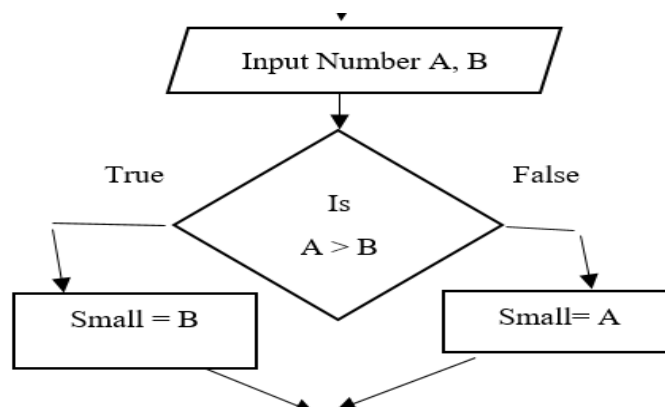 Input Number A, B
True
False
Is
A > B
Small = B
Small= A